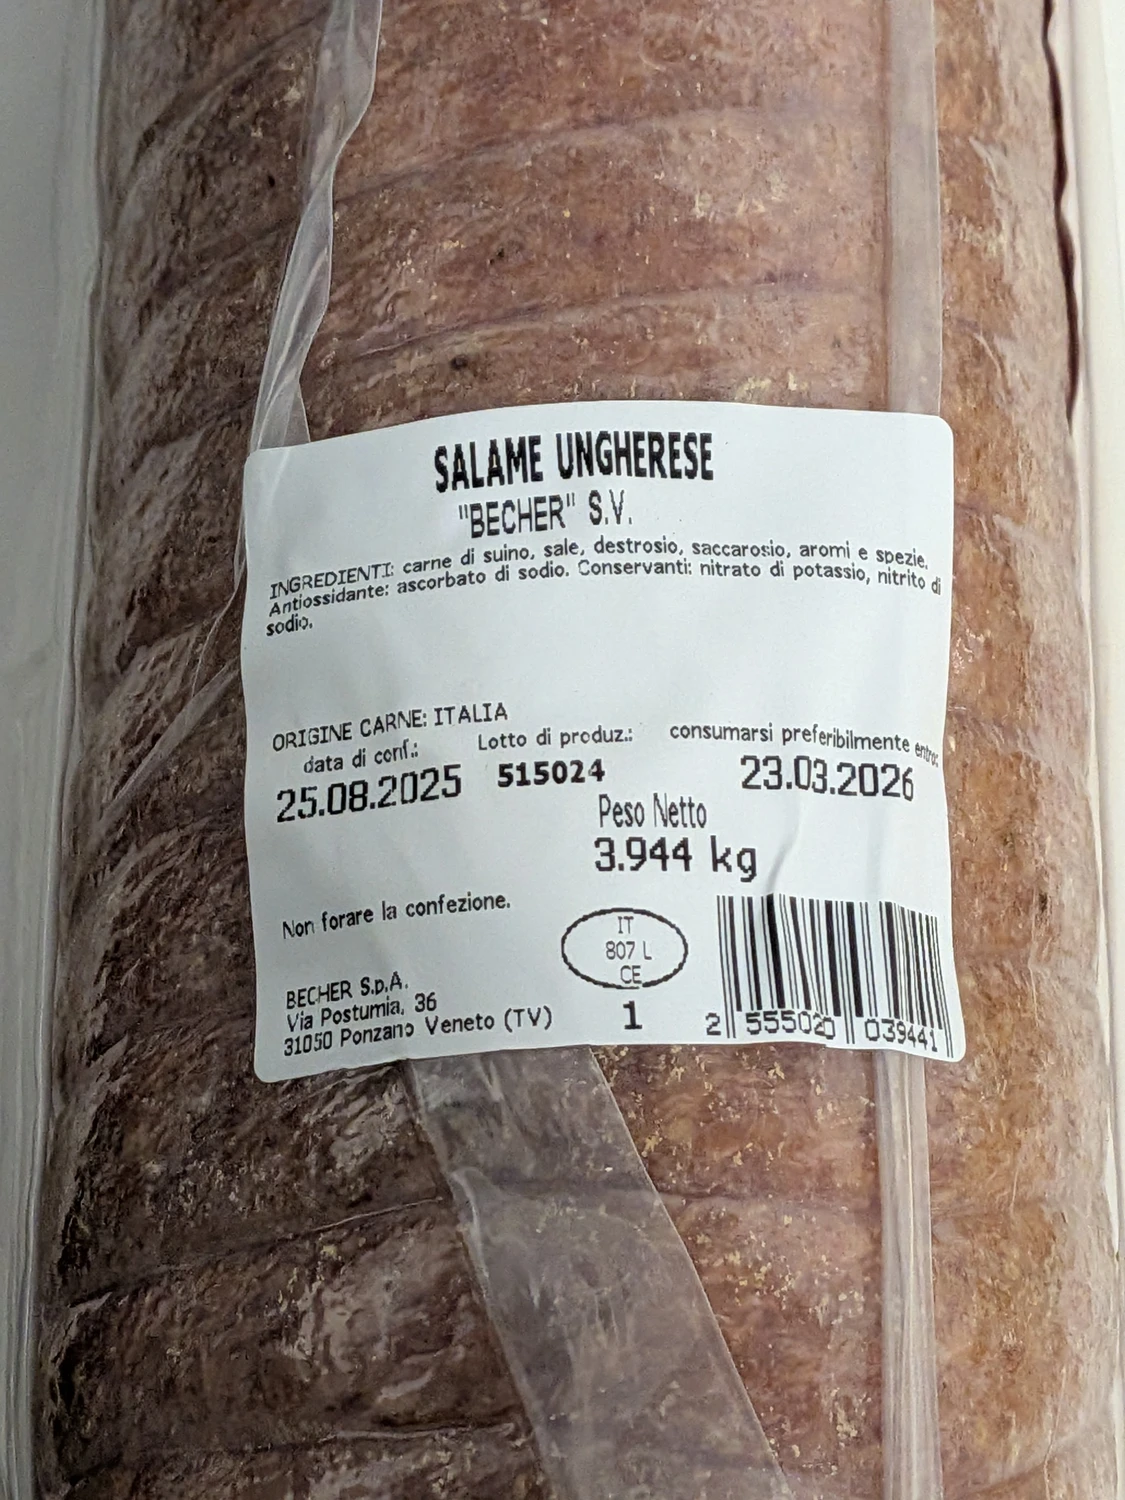 SALAME UNGHERESE
"BECHER" S.V.
INGREDIENTI: carne di suino, sale, destrosio, saccarosio, aromi e spezie.
Antiossidante: ascorbato di sodio. Conservanti: nitrato di potassio, nitrito di
sodio.
ORIGINE CARNE: ITALIA
data di conf.: Lotto di produz.: consumarsi preferibilmente entro:
25.08.2025 515024 23.03.2026
Peso Netto
3.944 kg
Non forare la confezione.
IT
807 L
CE
1
BECHER S.p.A.
Via Postumia, 36
31050 Ponzano Veneto (TV)
2 555020 039441